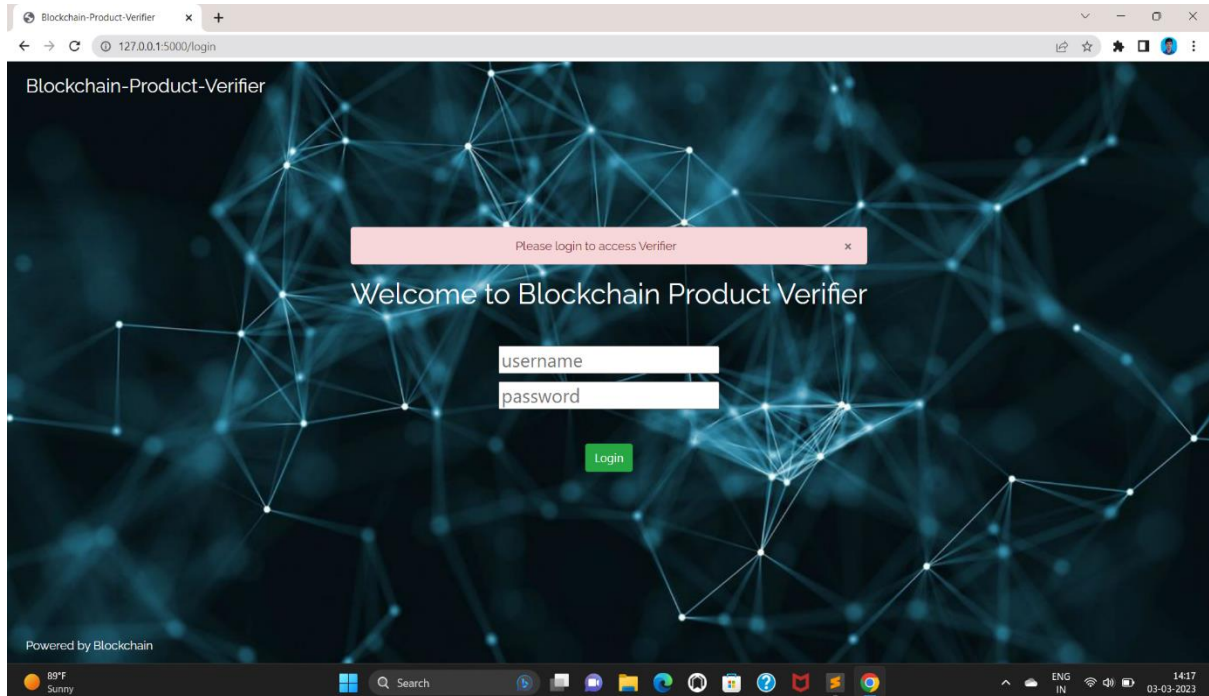 Blockchain-Product-Verifier
127.0.0.1:5000/login
Blockchain-Product-Verifier
Please login to access Verifier ×
Welcome to Blockchain Product Verifier
username
password
Login
Powered by Blockchain
89°F
Sunny
Search
ENG
IN
14:17
03-03-2023